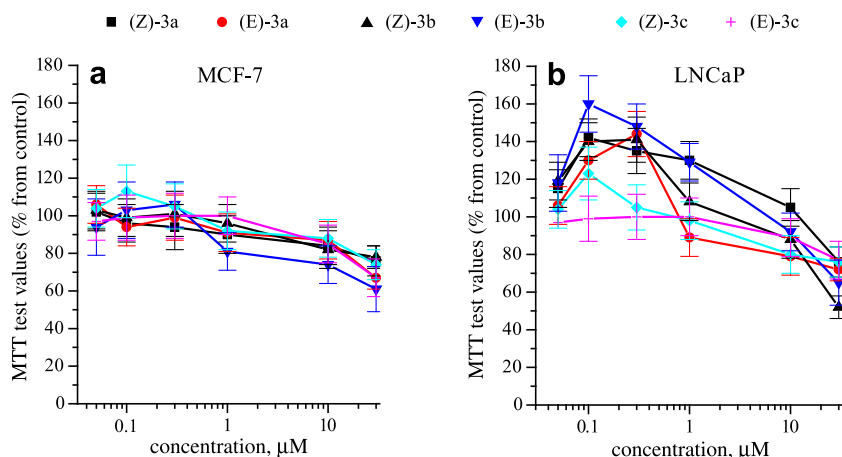 (Z)-3a (E)-3a (Z)-3b (E)-3b (Z)-3c (E)-3c
a MCF-7
MTT test values (% from control)
180
160
140
120
100
80
60
40
20
0
0.1 1 10
concentration, µM
b LNCaP
MTT test values (% from control)
180
160
140
120
100
80
60
40
20
0
0.1 1 10
concentration, µM